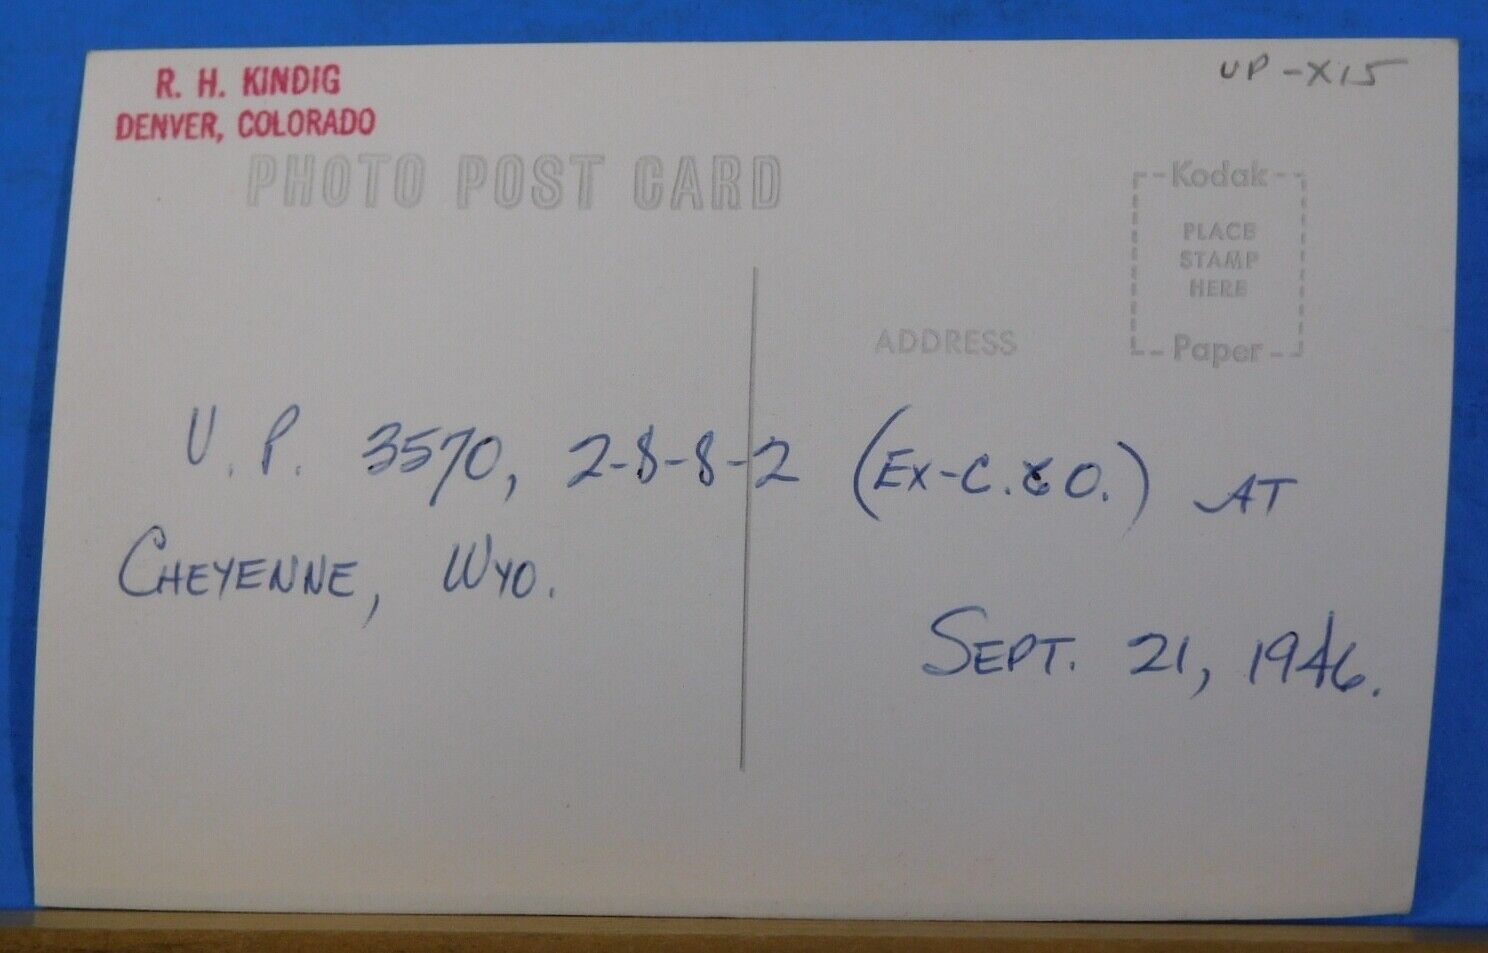 R. H. KINDIG
DENVER, COLORADO
UP-X15
PHOTO POST CARD
Kodak
PLACE
STAMP
HERE
Paper
ADDRESS
U.P. 3570, 2-8-8-2 (EX-C.&O.) AT
CHEYENNE, WYO.
SEPT. 21, 1946.